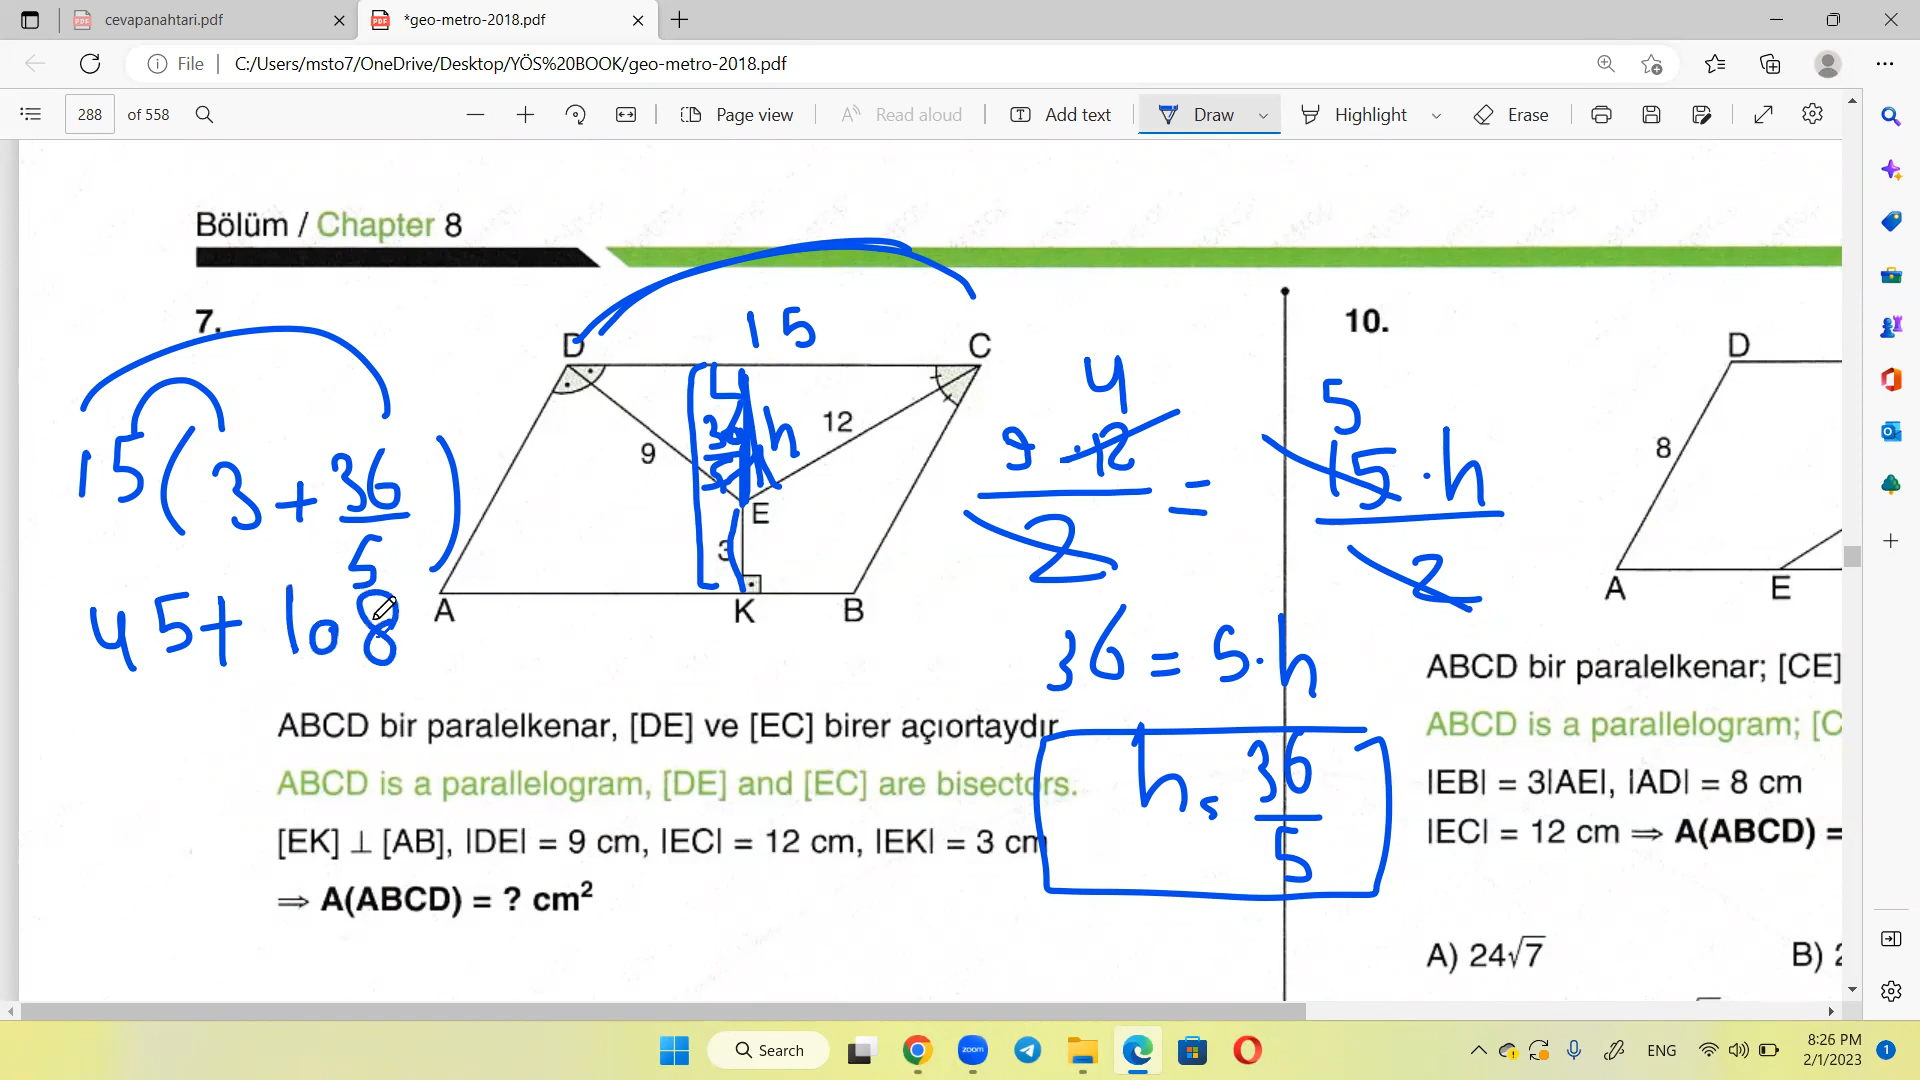 cevapanahtari.pdf
*geo-metro-2018.pdf
File
C:/Users/msto7/OneDrive/Desktop/YÖS%20BOOK/geo-metro-2018.pdf
288 of 558
Page view
Read aloud
Add text
Draw
Highlight
Erase
Bölüm / Chapter 8
7.
D
C
15
9
12
h
36
5
E
3
A
K
B
15(3+36/5)
45+108
9·12/2 = 15·h/2
4
5
36 = 5·h
h = 36/5
ABCD bir paralelkenar, [DE] ve [EC] birer açıortaydır
ABCD is a parallelogram, [DE] and [EC] are bisectors.
[EK] ⊥ [AB], |DE| = 9 cm, |EC| = 12 cm, |EK| = 3 cm
⇒ A(ABCD) = ? cm²
10.
D
8
A
E
ABCD bir paralelkenar; [CE]
ABCD is a parallelogram; [C
|EB| = 3|AE|, |AD| = 8 cm
|EC| = 12 cm ⇒ A(ABCD) =
A) 24√7
B) 2
Search
zoom
ENG
8:26 PM
2/1/2023
1